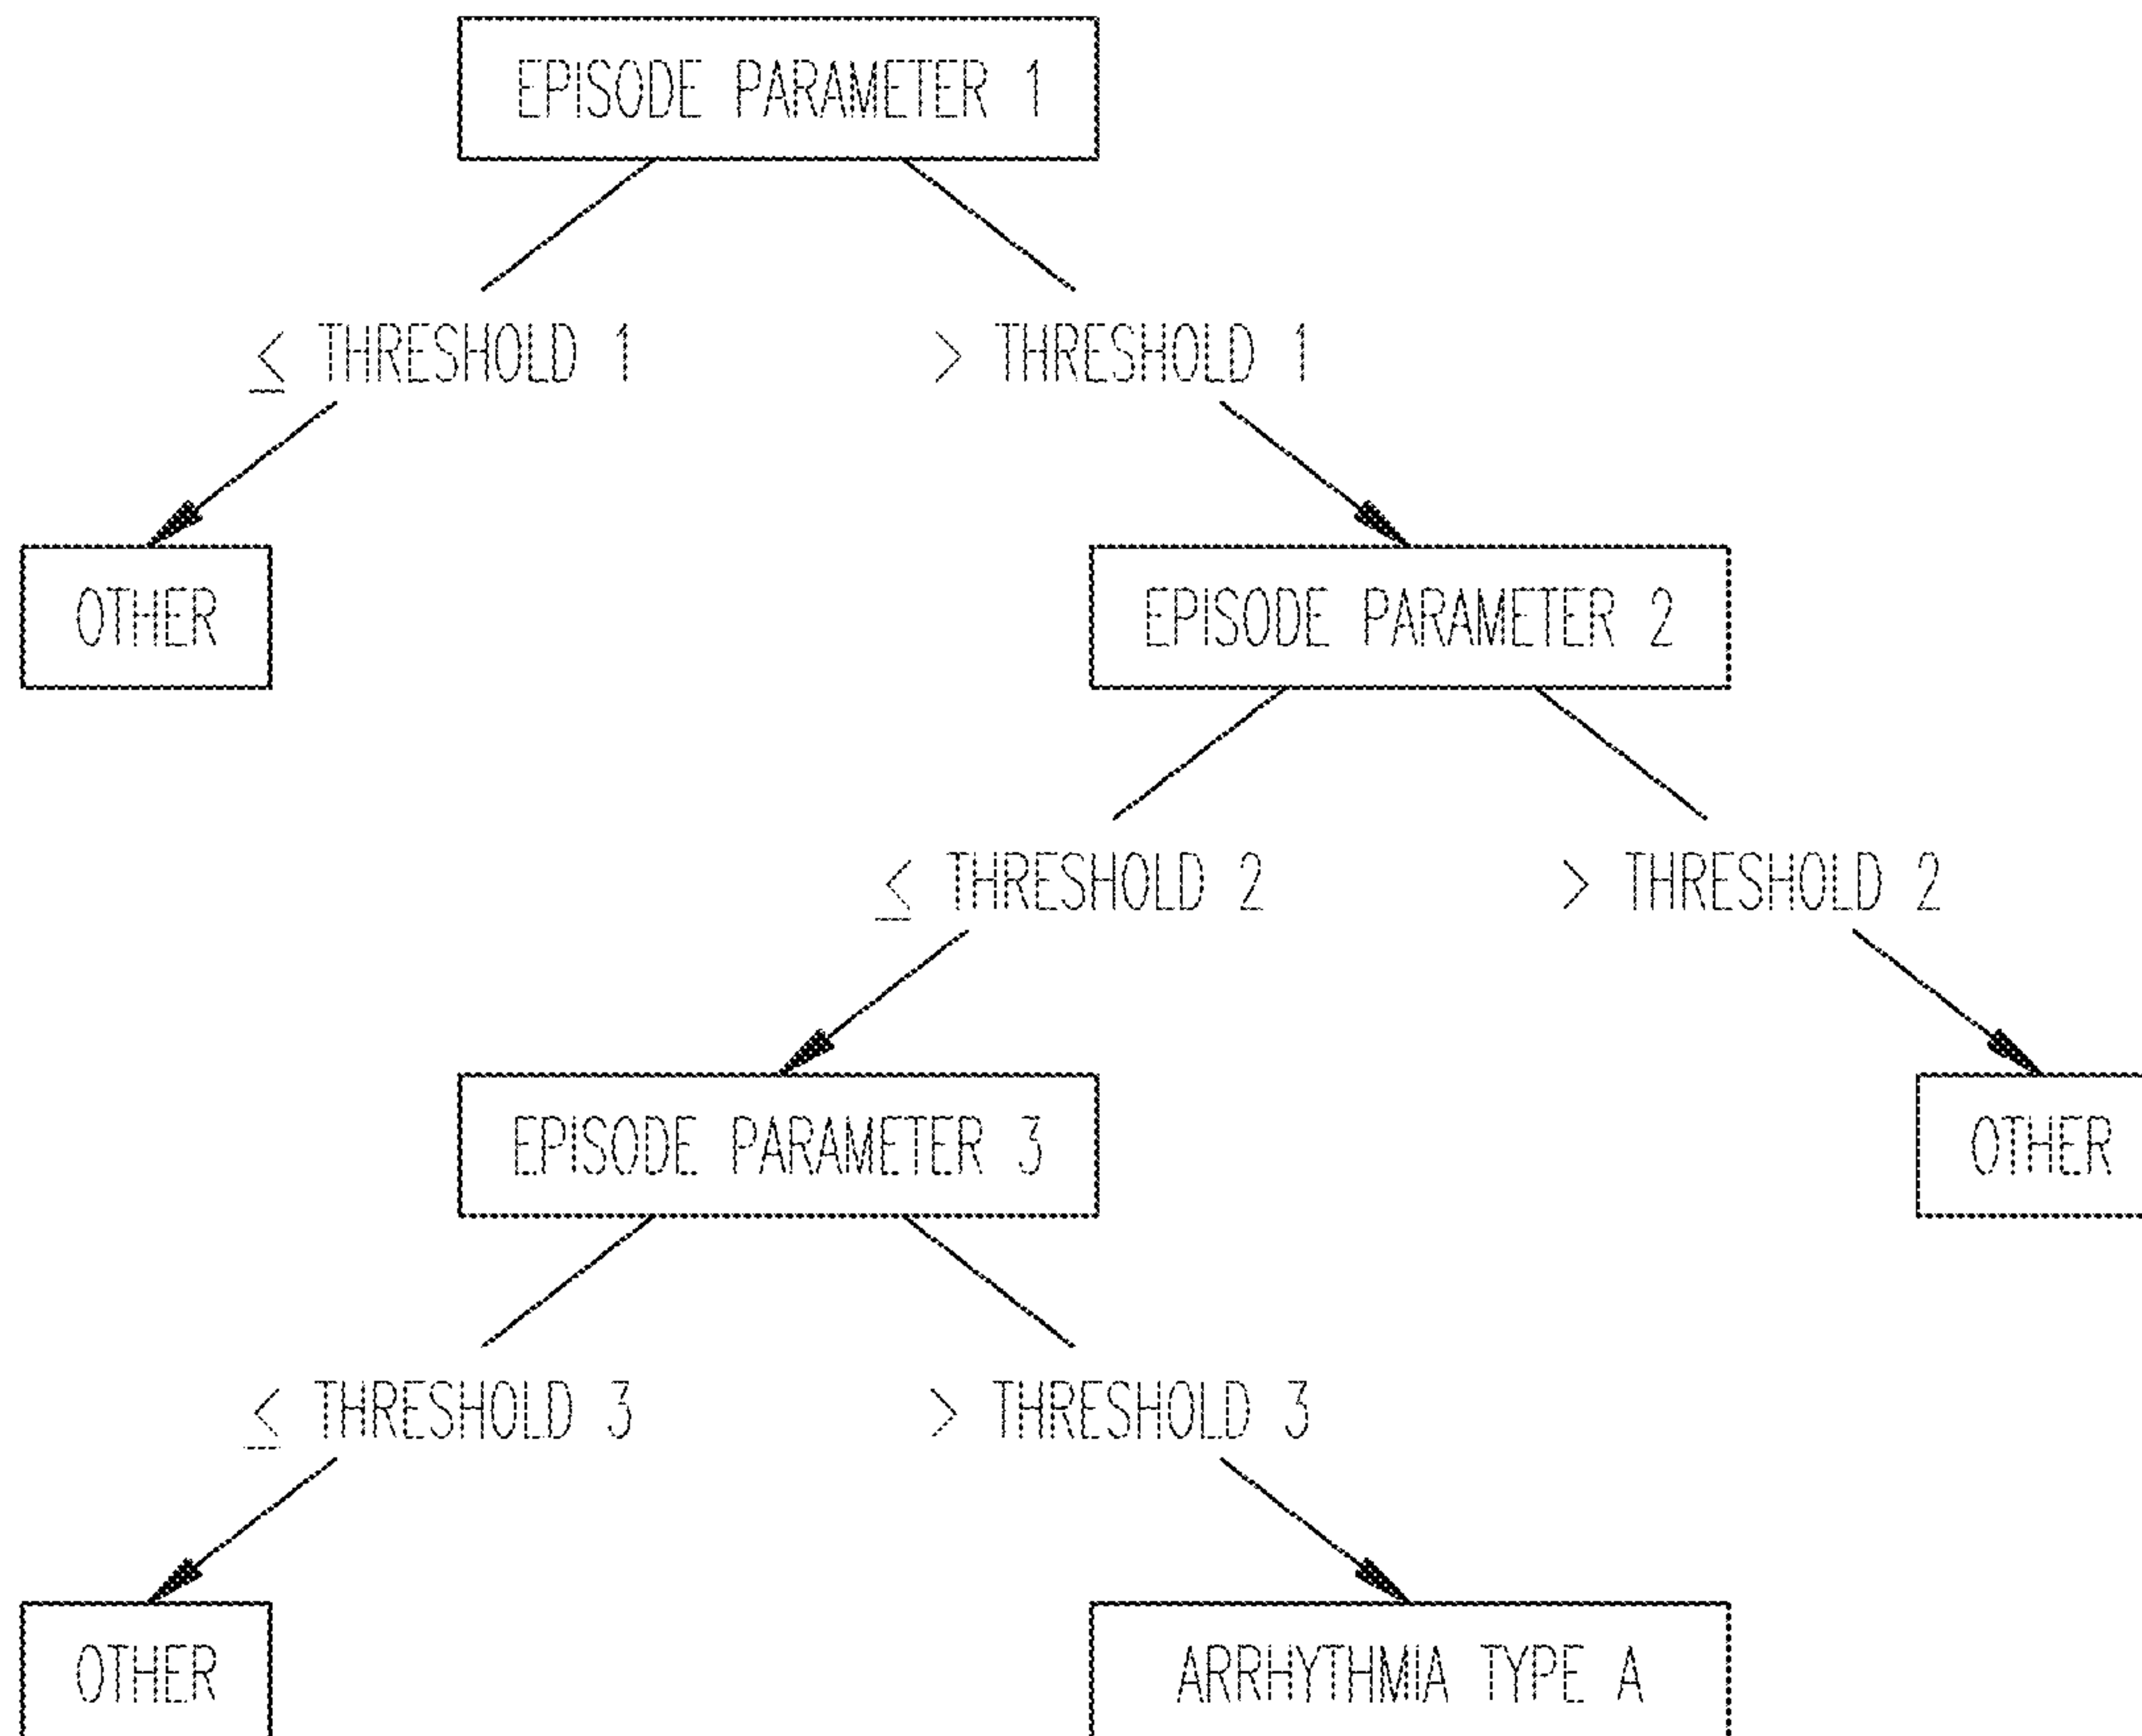 EPISODE PARAMETER 1
≤ THRESHOLD 1
> THRESHOLD 1
OTHER
EPISODE PARAMETER 2
≤ THRESHOLD 2
> THRESHOLD 2
EPISODE PARAMETER 3
OTHER
≤ THRESHOLD 3
> THRESHOLD 3
OTHER
ARRHYTHMIA TYPE A